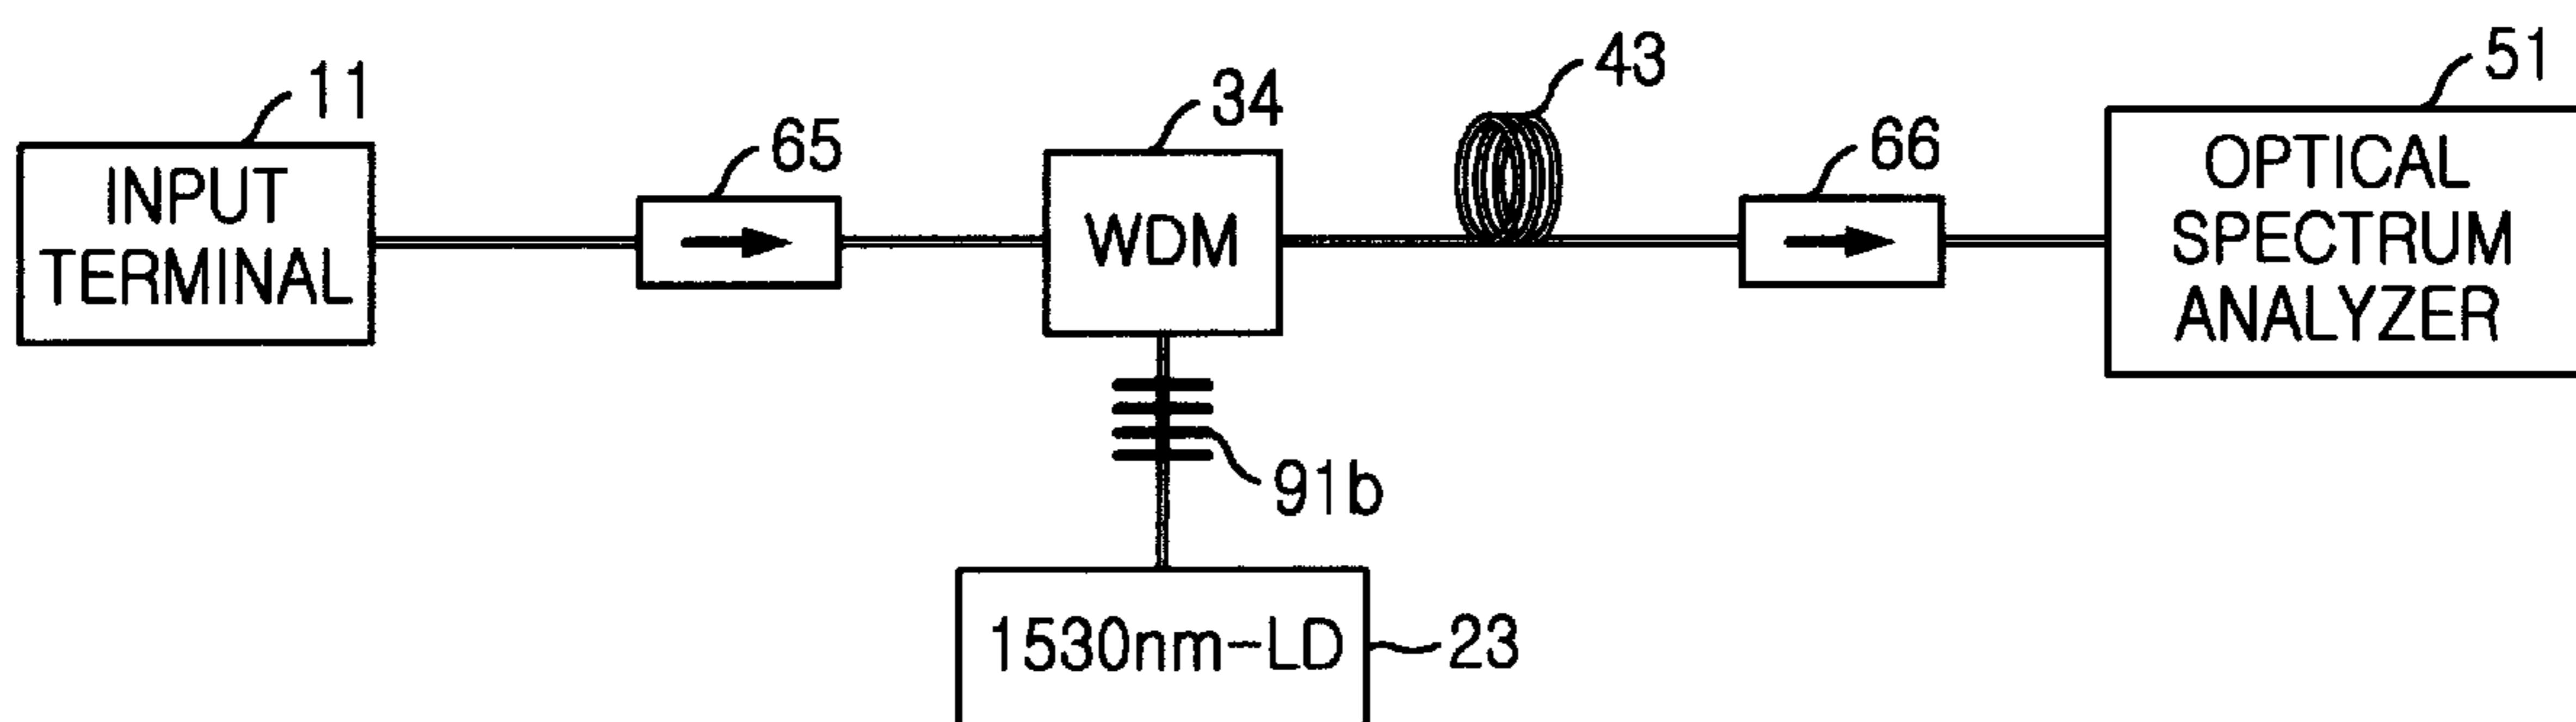 11
INPUT
TERMINAL
65
34
WDM
43
66
51
OPTICAL
SPECTRUM
ANALYZER
91b
1530nm-LD
23